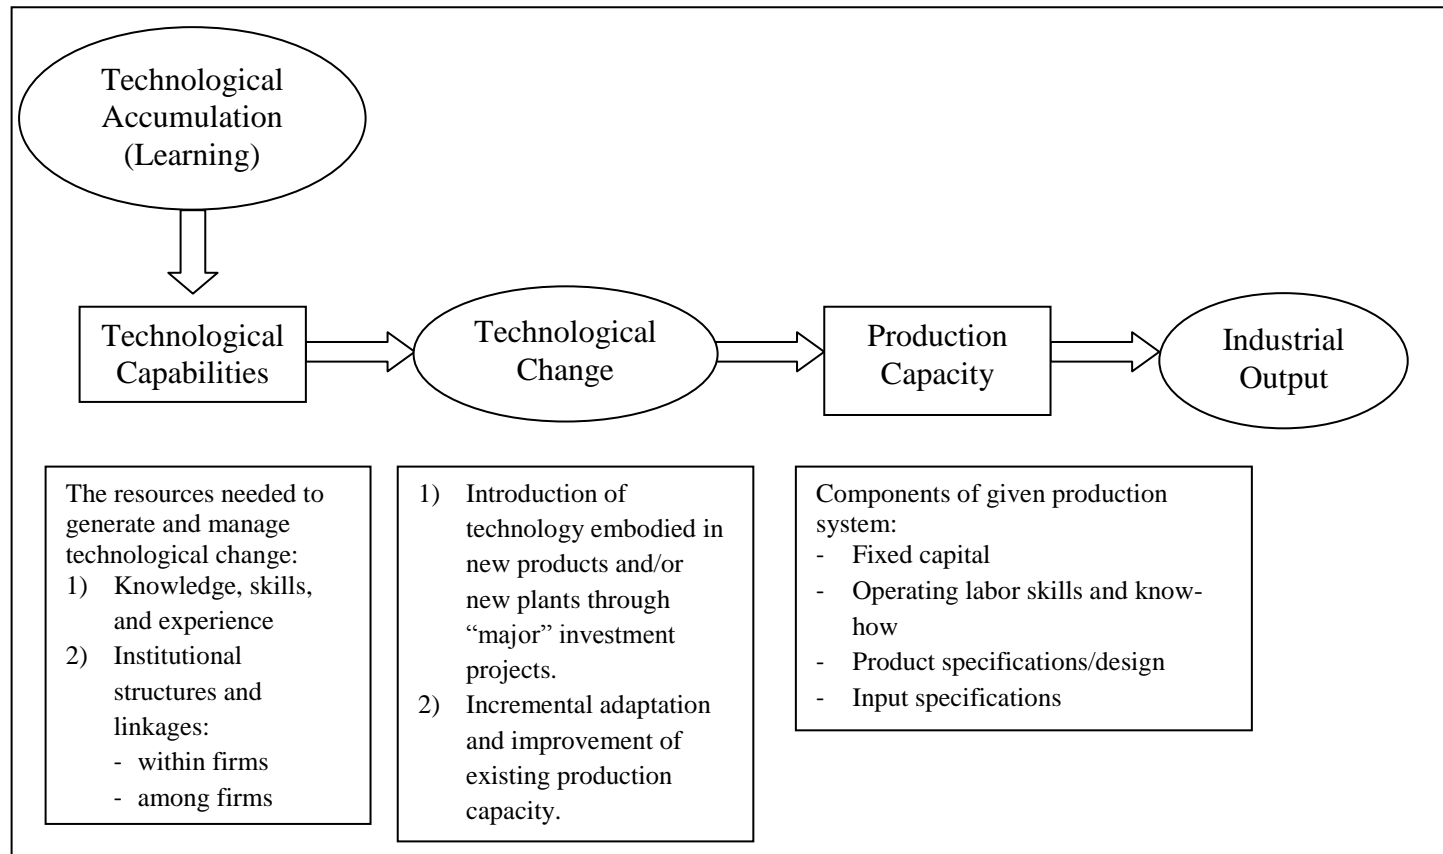 Technological
Accumulation
(Learning)
Technological
Capabilities
Technological
Change
Production
Capacity
Industrial
Output
The resources needed to
generate and manage
technological change:
1) Knowledge, skills,
and experience
2) Institutional
structures and
linkages:
- within firms
- among firms
1) Introduction of
technology embodied in
new products and/or
new plants through
“major” investment
projects.
2) Incremental adaptation
and improvement of
existing production
capacity.
Components of given production
system:
- Fixed capital
- Operating labor skills and know-
how
- Product specifications/design
- Input specifications